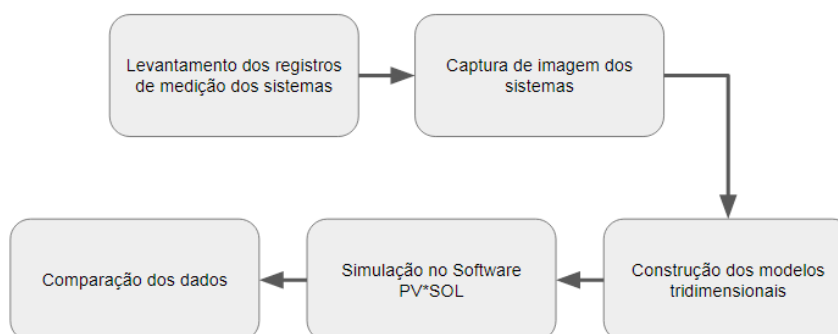 Levantamento dos registros
de medição dos sistemas
Captura de imagem dos
sistemas
Construção dos modelos
tridimensionais
Simulação no Software
PV*SOL
Comparação dos dados